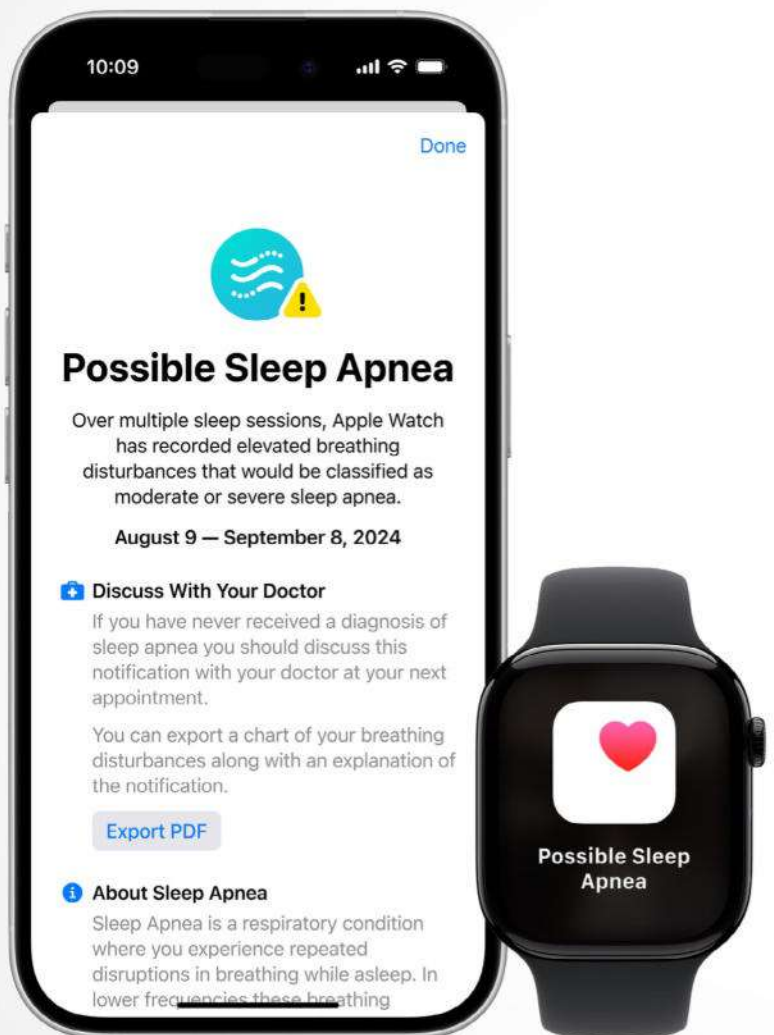 10:09
Done
Possible Sleep Apnea
Over multiple sleep sessions, Apple Watch
has recorded elevated breathing
disturbances that would be classified as
moderate or severe sleep apnea.
August 9 — September 8, 2024
Discuss With Your Doctor
If you have never received a diagnosis of
sleep apnea you should discuss this
notification with your doctor at your next
appointment.
You can export a chart of your breathing
disturbances along with an explanation of
the notification.
Export PDF
About Sleep Apnea
Sleep Apnea is a respiratory condition
where you experience repeated
disruptions in breathing while asleep. In
lower frequencies these breathing
Possible Sleep
Apnea